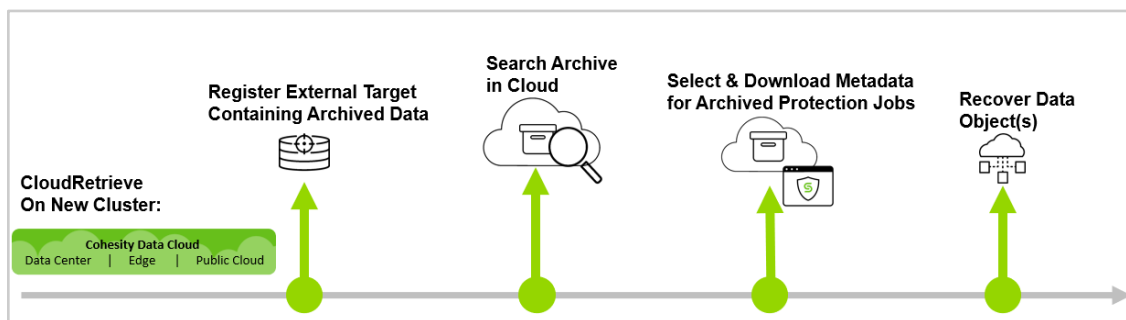 CloudRetrieve
On New Cluster:
Cohesity Data Cloud
Data Center | Edge | Public Cloud
Register External Target
Containing Archived Data
Search Archive
in Cloud
Select & Download Metadata
for Archived Protection Jobs
Recover Data
Object(s)